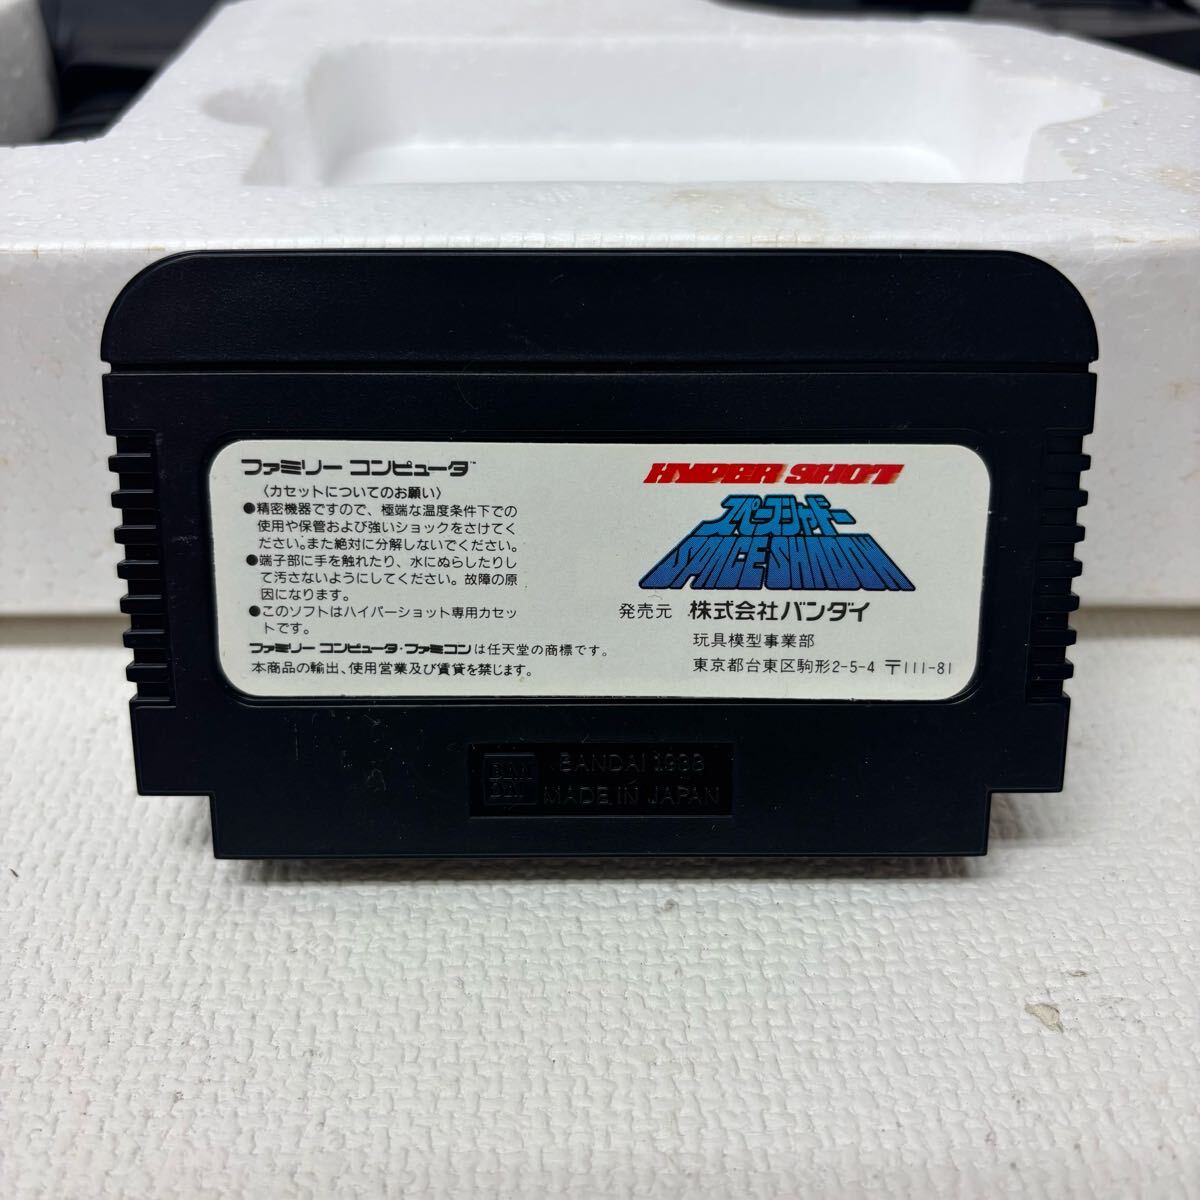 ファミリー コンピュータ™
〈カセットについてのお願い〉
●精密機器ですので、極端な温度条件下での
使用や保管および強いショックをさけてく
ださい。また絶対に分解しないでください。
●端子部に手を触れたり、水にぬらしたりし
て汚さないようにしてください。故障の原
因になります。
●このソフトはハイパーショット専用カセッ
トです。
ファミリー コンピュータ・ファミコンは任天堂の商標です。
本商品の輸出、使用営業及び賃貸を禁じます。
HYPER SHOT
スペースシャドー
SPACE SHADOW
発売元 株式会社バンダイ
玩具模型事業部
東京都台東区駒形2-5-4 〒111-81
BAN
DAI
BANDAI
MADE IN JAPAN